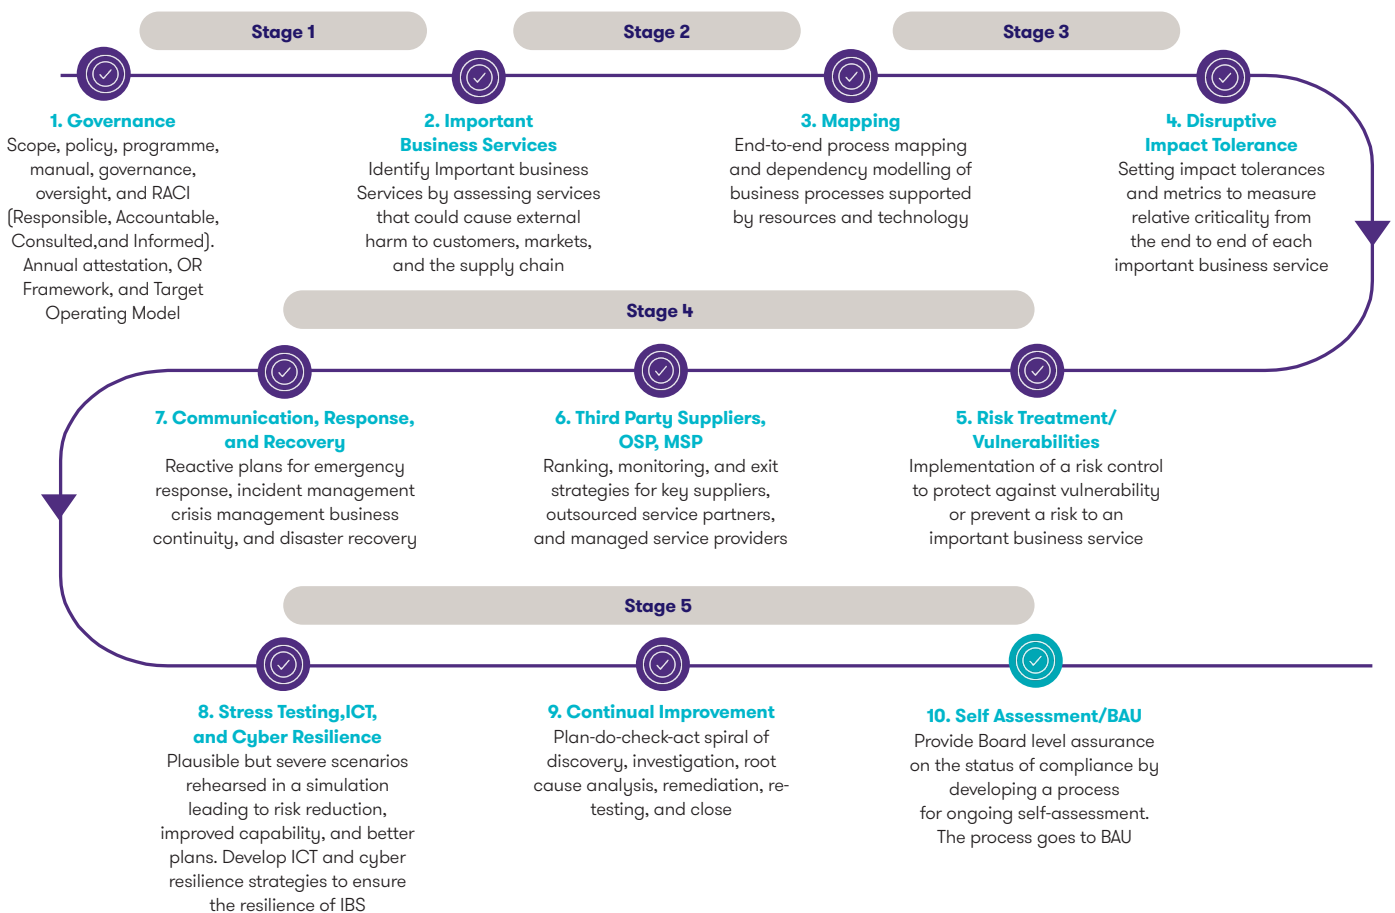 Stage 1
Stage 2
Stage 3
1. Governance
Scope, policy, programme,
manual, governance,
oversight, and RACI
(Responsible, Accountable,
Consulted,and Informed).
Annual attestation, OR
Framework, and Target
Operating Model
2. Important
Business Services
Identify Important business
Services by assessing services
that could cause external
harm to customers, markets,
and the supply chain
3. Mapping
End-to-end process mapping
and dependency modelling of
business processes supported
by resources and technology
4. Disruptive
Impact Tolerance
Setting impact tolerances
and metrics to measure
relative criticality from
the end to end of each
important business service
Stage 4
7. Communication, Response,
and Recovery
Reactive plans for emergency
response, incident management
crisis management business
continuity, and disaster recovery
6. Third Party Suppliers,
OSP, MSP
Ranking, monitoring, and exit
strategies for key suppliers,
outsourced service partners,
and managed service providers
5. Risk Treatment/
Vulnerabilities
Implementation of a risk control
to protect against vulnerability
or prevent a risk to an
important business service
Stage 5
8. Stress Testing,ICT,
and Cyber Resilience
Plausible but severe scenarios
rehearsed in a simulation
leading to risk reduction,
improved capability, and better
plans. Develop ICT and cyber
resilience strategies to ensure
the resilience of IBS
9. Continual Improvement
Plan-do-check-act spiral of
discovery, investigation, root
cause analysis, remediation, re-
testing, and close
10. Self Assessment/BAU
Provide Board level assurance
on the status of compliance by
developing a process
for ongoing self-assessment.
The process goes to BAU